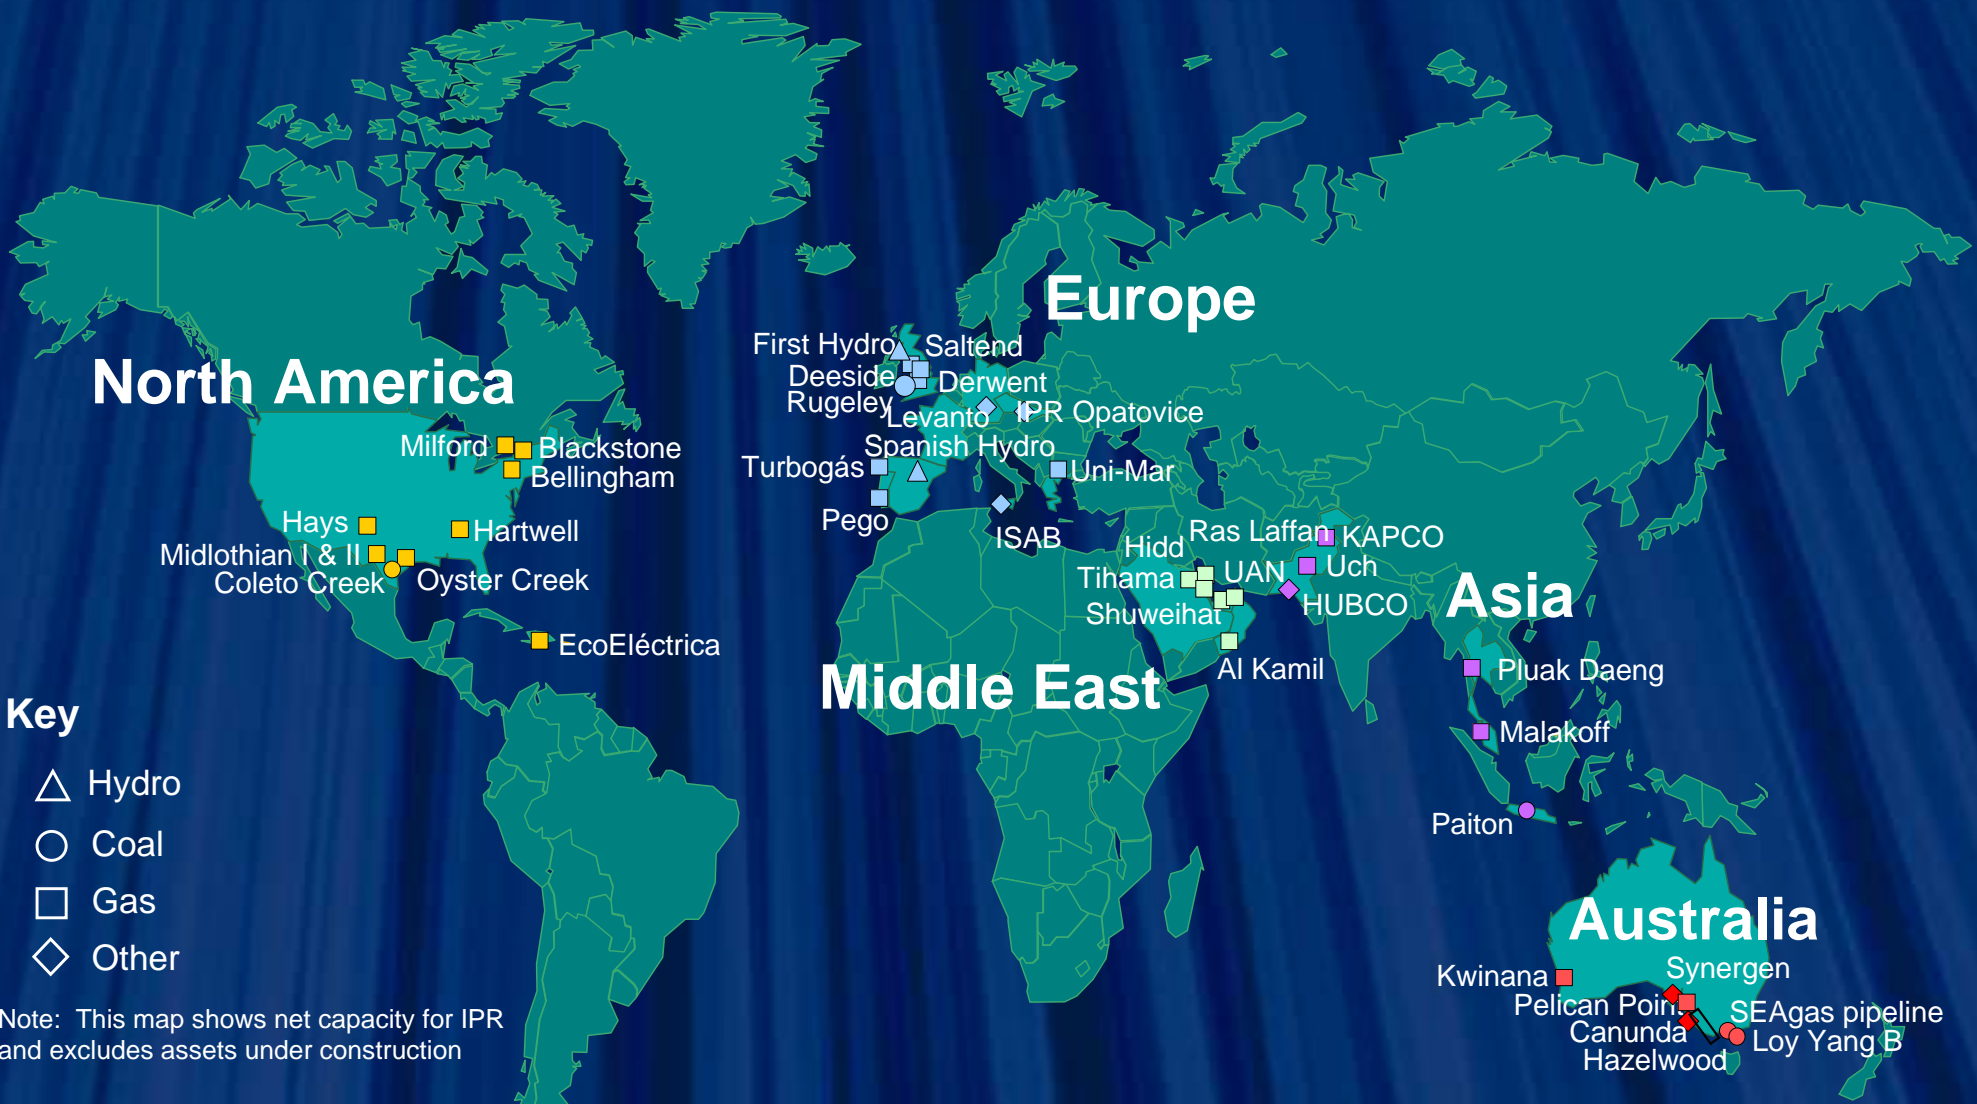 Europe
First Hydro
Saltend
North America
Deeside
Derwent
Rugeley
Levanto
IPR Opatovice
Milford
Blackstone
Spanish Hydro
Bellingham
Turbogás
Uni-Mar
Hays
Hartwell
Pego
ISAB
Ras Laffan
KAPCO
Midlothian I & II
Hidd
Coleto Creek
Oyster Creek
Tihama
UAN
Uch
Asia
Shuweihat
HUBCO
EcoEléctrica
Al Kamil
Pluak Daeng
Middle East
Key
Malakoff
Hydro
Paiton
Coal
Gas
Australia
Other
Kwinana
Synergen
Pelican Point
SEAgas pipeline
Note: This map shows net capacity for IPR
and excludes assets under construction
Canunda
Loy Yang B
Hazelwood